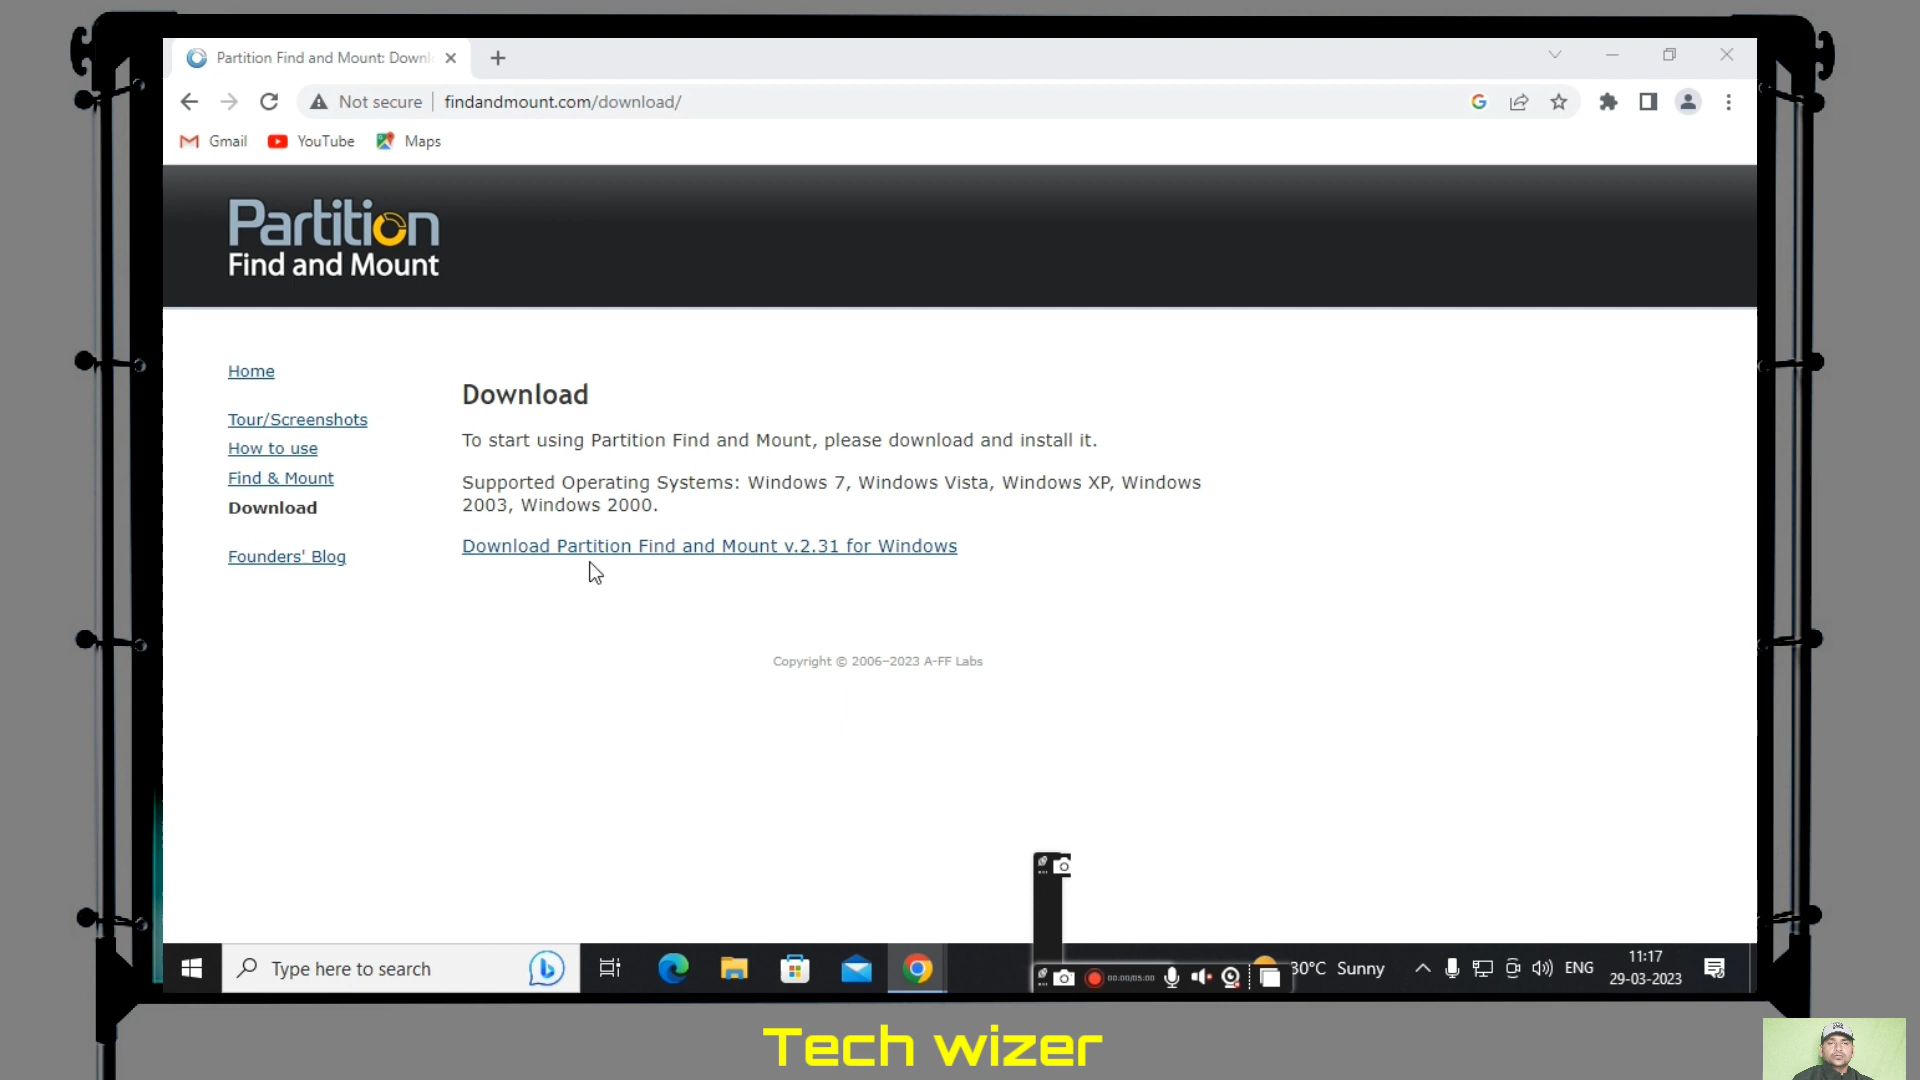 Partition Find and Mount: Downl
Not secure
findandmount.com/download/
Gmail
YouTube
Maps
Partition
Find and Mount
Home
Tour/Screenshots
How to use
Find & Mount
Download
Founders' Blog
Download
To start using Partition Find and Mount, please download and install it.
Supported Operating Systems: Windows 7, Windows Vista, Windows XP, Windows
2003, Windows 2000.
Download Partition Find and Mount v.2.31 for Windows
Copyright © 2006–2023 A-FF Labs
Type here to search
00:00/05:00
30°C Sunny
ENG
11:17
29-03-2023
Tech wizer